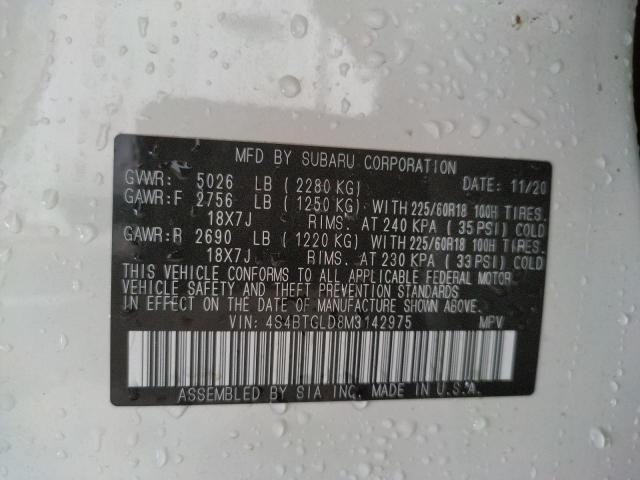 MFD BY SUBARU CORPORATION
GVWR: 5026 LB (2280 KG) DATE: 11/20
GAWR:F 2756 LB (1250 KG) WITH 225/60R18 100H TIRES.
18X7J RIMS. AT 240 KPA (35 PSI) COLD
GAWR:R 2690 LB (1220 KG) WITH 225/60R18 100H TIRES.
18X7J RIMS. AT 230 KPA (33 PSI) COLD
THIS VEHICLE CONFORMS TO ALL APPLICABLE FEDERAL MOTOR
VEHICLE SAFETY AND THEFT PREVENTION STANDARDS
IN EFFECT ON THE DATE OF MANUFACTURE SHOWN ABOVE.
VIN: 4S4BTGLD8M3142975 MPV
ASSEMBLED BY SIA INC. MADE IN U.S.A.